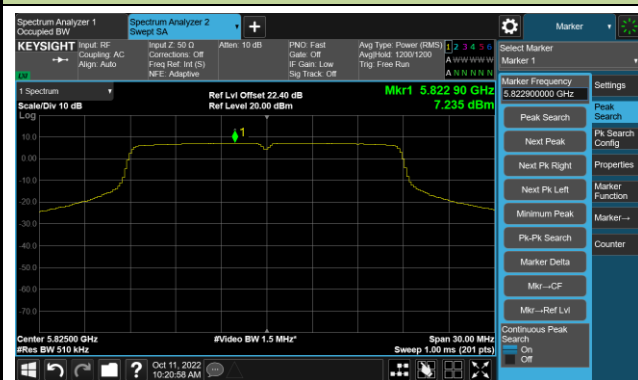 Spectrum Analyzer 1
Occupied BW
Spectrum Analyzer 2
Swept SA
Marker
KEYSIGHT
Input: RF
Coupling: AC
Align: Auto
Input Z: 50 Ω
Corrections: Off
Freq Ref: Int (S)
NFE: Adaptive
Atten: 10 dB
PNO: Fast
Gate: Off
IF Gain: Low
Sig Track: Off
Avg Type: Power (RMS)
Avg|Hold: 1200/1200
Trig: Free Run
1 2 3 4 5 6
A W W W W W
A N N N N N
LXI
Select Marker
Marker 1
1 Spectrum
Scale/Div 10 dB
Log
Ref Lvl Offset 22.40 dB
Ref Level 20.00 dBm
Mkr1 5.822 90 GHz
7.235 dBm
1
10.0
0.00
-10.0
-20.0
-30.0
-40.0
-50.0
-60.0
-70.0
Center 5.82500 GHz
#Res BW 510 kHz
#Video BW 1.5 MHz*
Span 30.00 MHz
Sweep 1.00 ms (201 pts)
Marker Frequency
5.822900000 GHz
Peak Search
Next Peak
Next Pk Right
Next Pk Left
Minimum Peak
Pk-Pk Search
Marker Delta
Mkr→CF
Mkr→Ref Lvl
Continuous Peak
Search
On
Off
Settings
Peak
Search
Pk Search
Config
Properties
Marker
Function
Marker→
Counter
Oct 11, 2022
10:20:58 AM